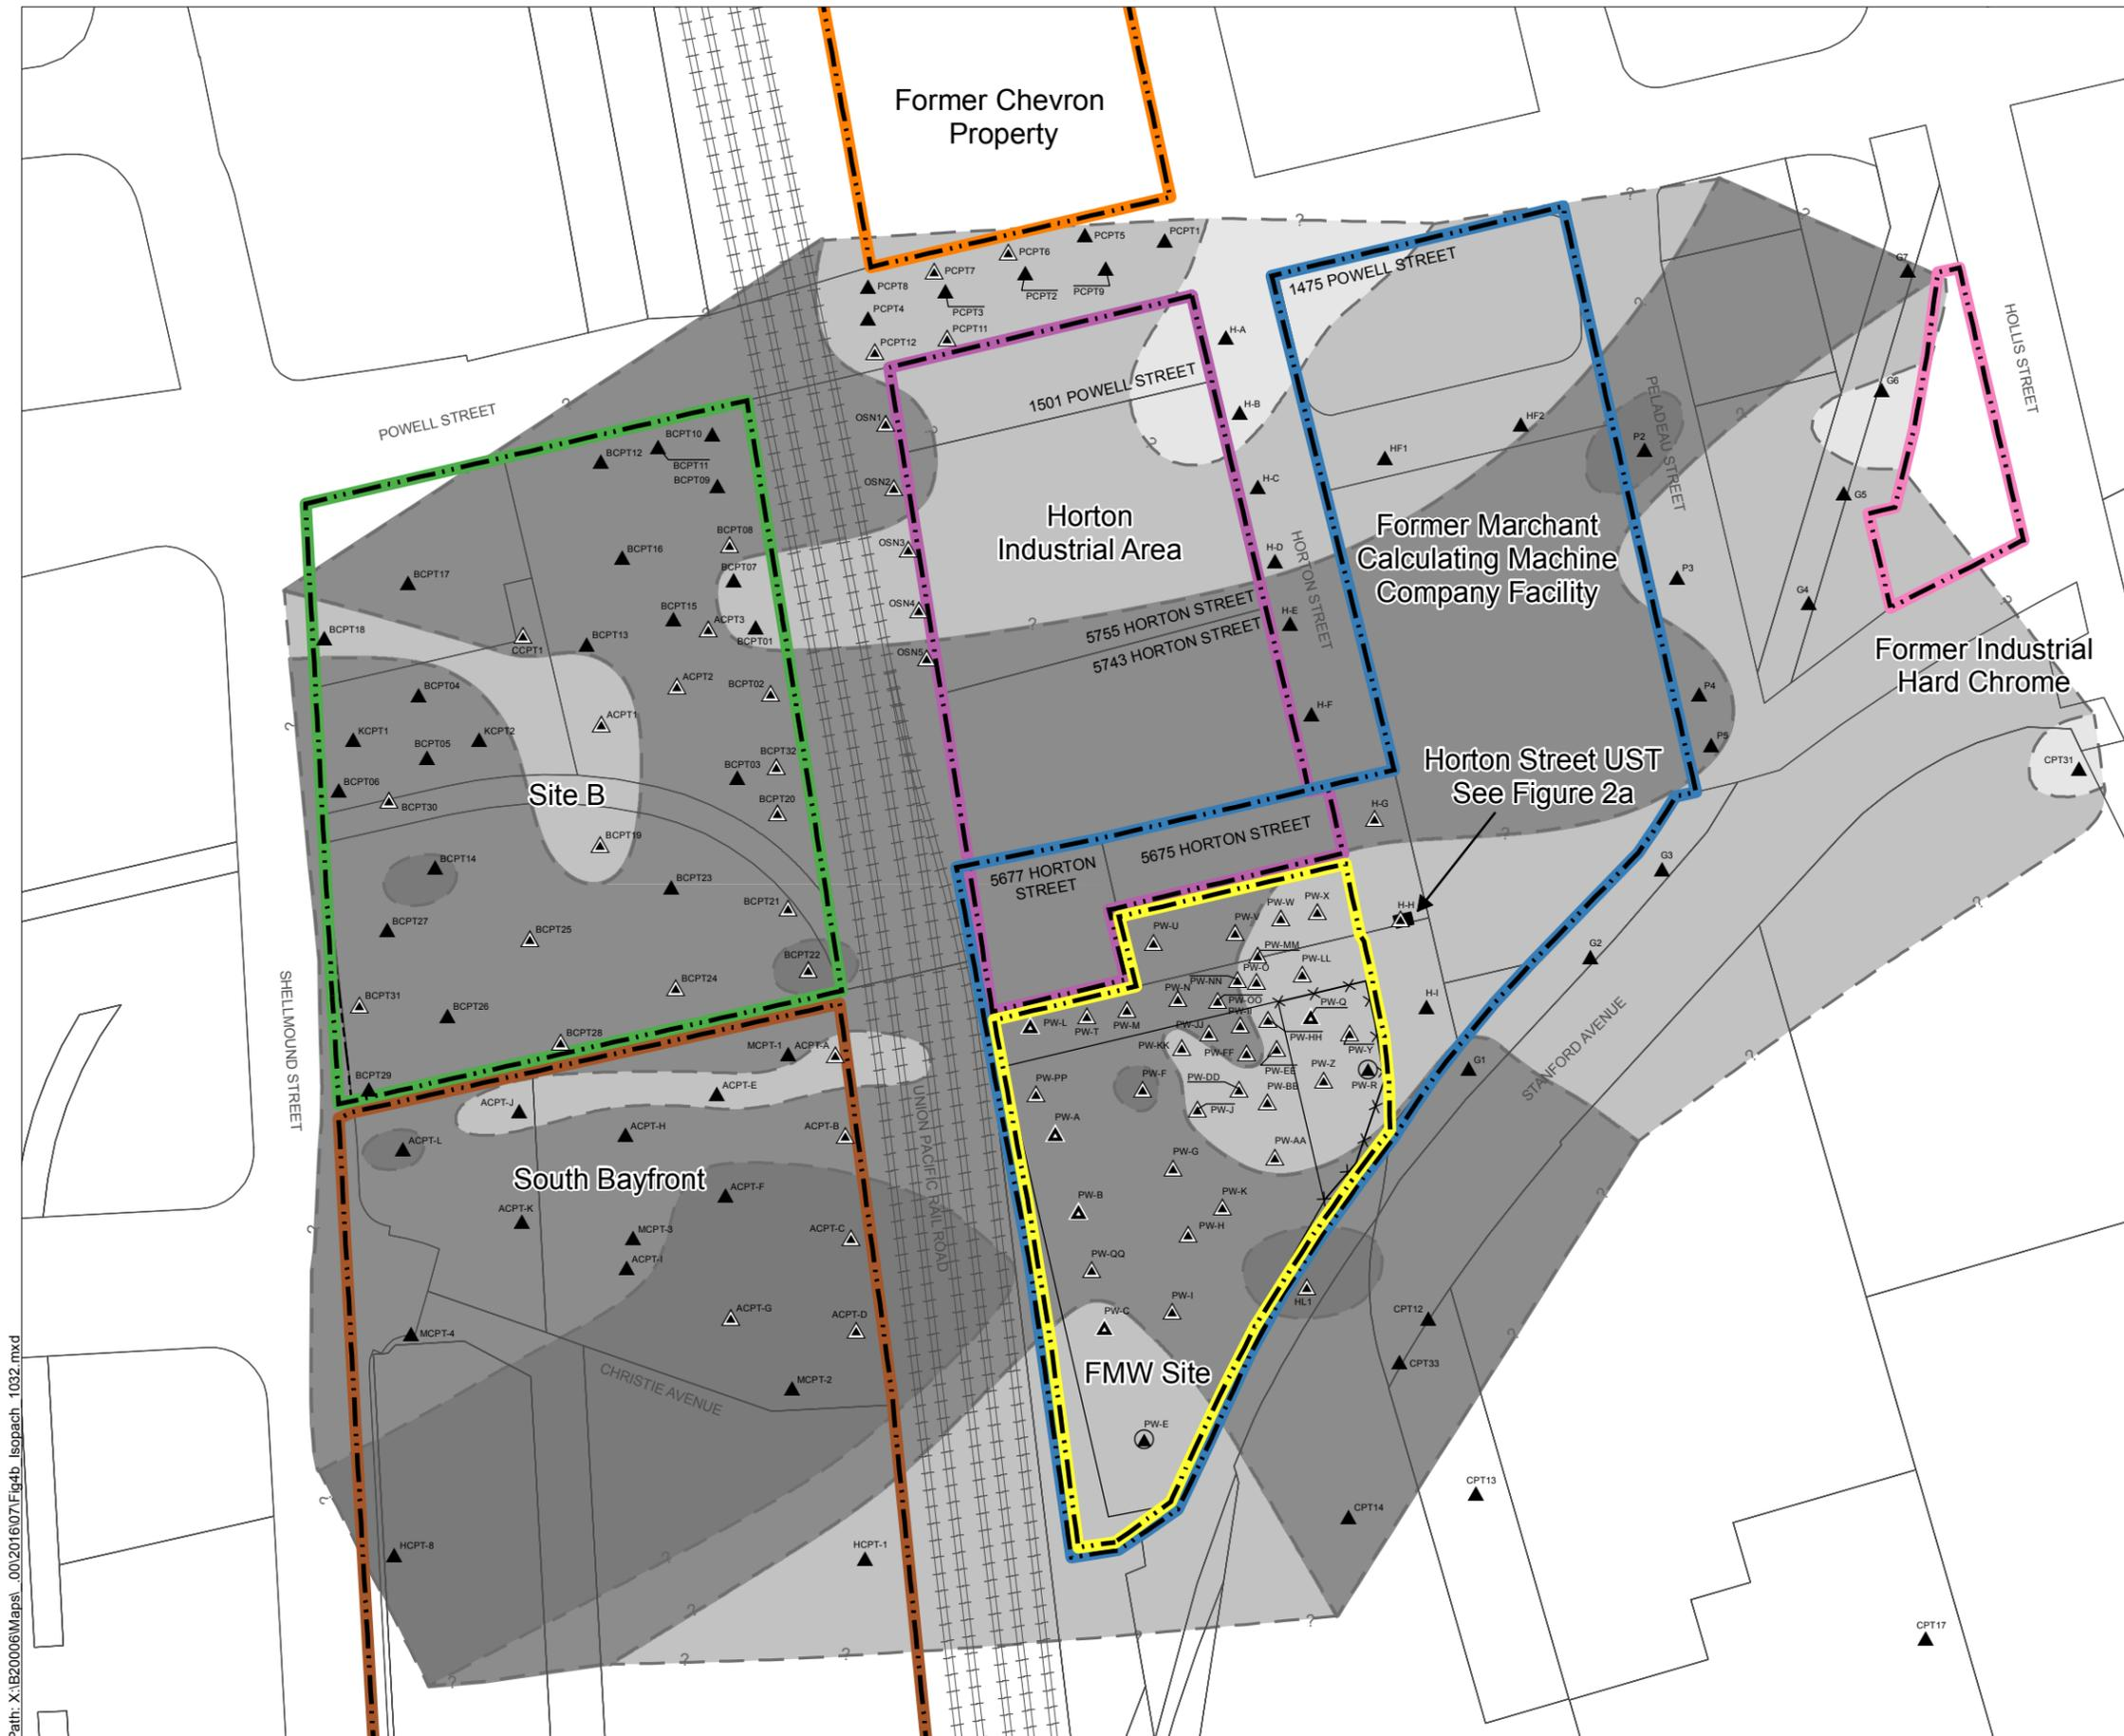 Former Chevron
Property
PCPT5
PCPT1
PCPT6
PCPT7
PCPT2
PCPT9
PCPT8
PCPT3
PCPT4
PCPT11
PCPT12
1475 POWELL STREET
G7
H-A
HOLLIS STREET
1501 POWELL STREET
G6
PELADEAU STREET
H-B
POWELL STREET
OSN1
HF2
BCPT10
P2
BCPT12
BCPT11
HF1
BCPT09
OSN2
H-C
G5
Horton
Industrial Area
Former Marchant
Calculating Machine
Company Facility
HORTON STREET
BCPT08
OSN3
H-D
BCPT16
BCPT07
P3
BCPT17
5755 HORTON STREET
OSN4
H-E
G4
BCPT15
ACPT3
BCPT18
BCPT13
BCPT01
CCPT1
5743 HORTON STREET
OSN5
Former Industrial
Hard Chrome
BCPT04
ACPT2
BCPT02
P4
ACPT1
H-F
KCPT1
KCPT2
BCPT05
P5
BCPT32
BCPT03
CPT31
Horton Street UST
See Figure 2a
BCPT06
Site B
BCPT30
BCPT20
H-G
5675 HORTON STREET
BCPT19
BCPT14
G3
5677 HORTON
STREET
BCPT23
BCPT21
PW-X
PW-W
H-H
PW-V
PW-U
BCPT27
BCPT25
PW-MM
G2
BCPT22
PW-LL
PW-O
PW-NN
BCPT24
PW-N
PW-OO
PW-Q
BCPT31
H-I
BCPT26
PW-M
PW-II
PW-L
PW-T
PW-JJ
PW-HH
BCPT28
MCPT-1
ACPT-A
PW-KK
PW-FF
PW-Y
G1
SHELLMOUND STREET
STANFORD AVENUE
BCPT29
PW-EE
PW-Z
PW-R
PW-PP
PW-F
PW-DD
PW-BB
ACPT-E
ACPT-J
PW-J
PW-A
ACPT-H
ACPT-B
UNION PACIFIC RAIL ROAD
ACPT-L
PW-AA
PW-G
South Bayfront
ACPT-F
PW-B
PW-K
ACPT-K
MCPT-3
ACPT-C
PW-H
ACPT-I
PW-QQ
HL1
ACPT-G
ACPT-D
PW-C
PW-I
CPT12
MCPT-4
CPT33
FMW Site
CHRISTIE AVENUE
MCPT-2
PW-E
CPT13
CPT14
HCPT-8
HCPT-1
CPT17
Path: X:\B20006\Maps\_00\2016\07\Fig4b_Isopach_1032.mxd